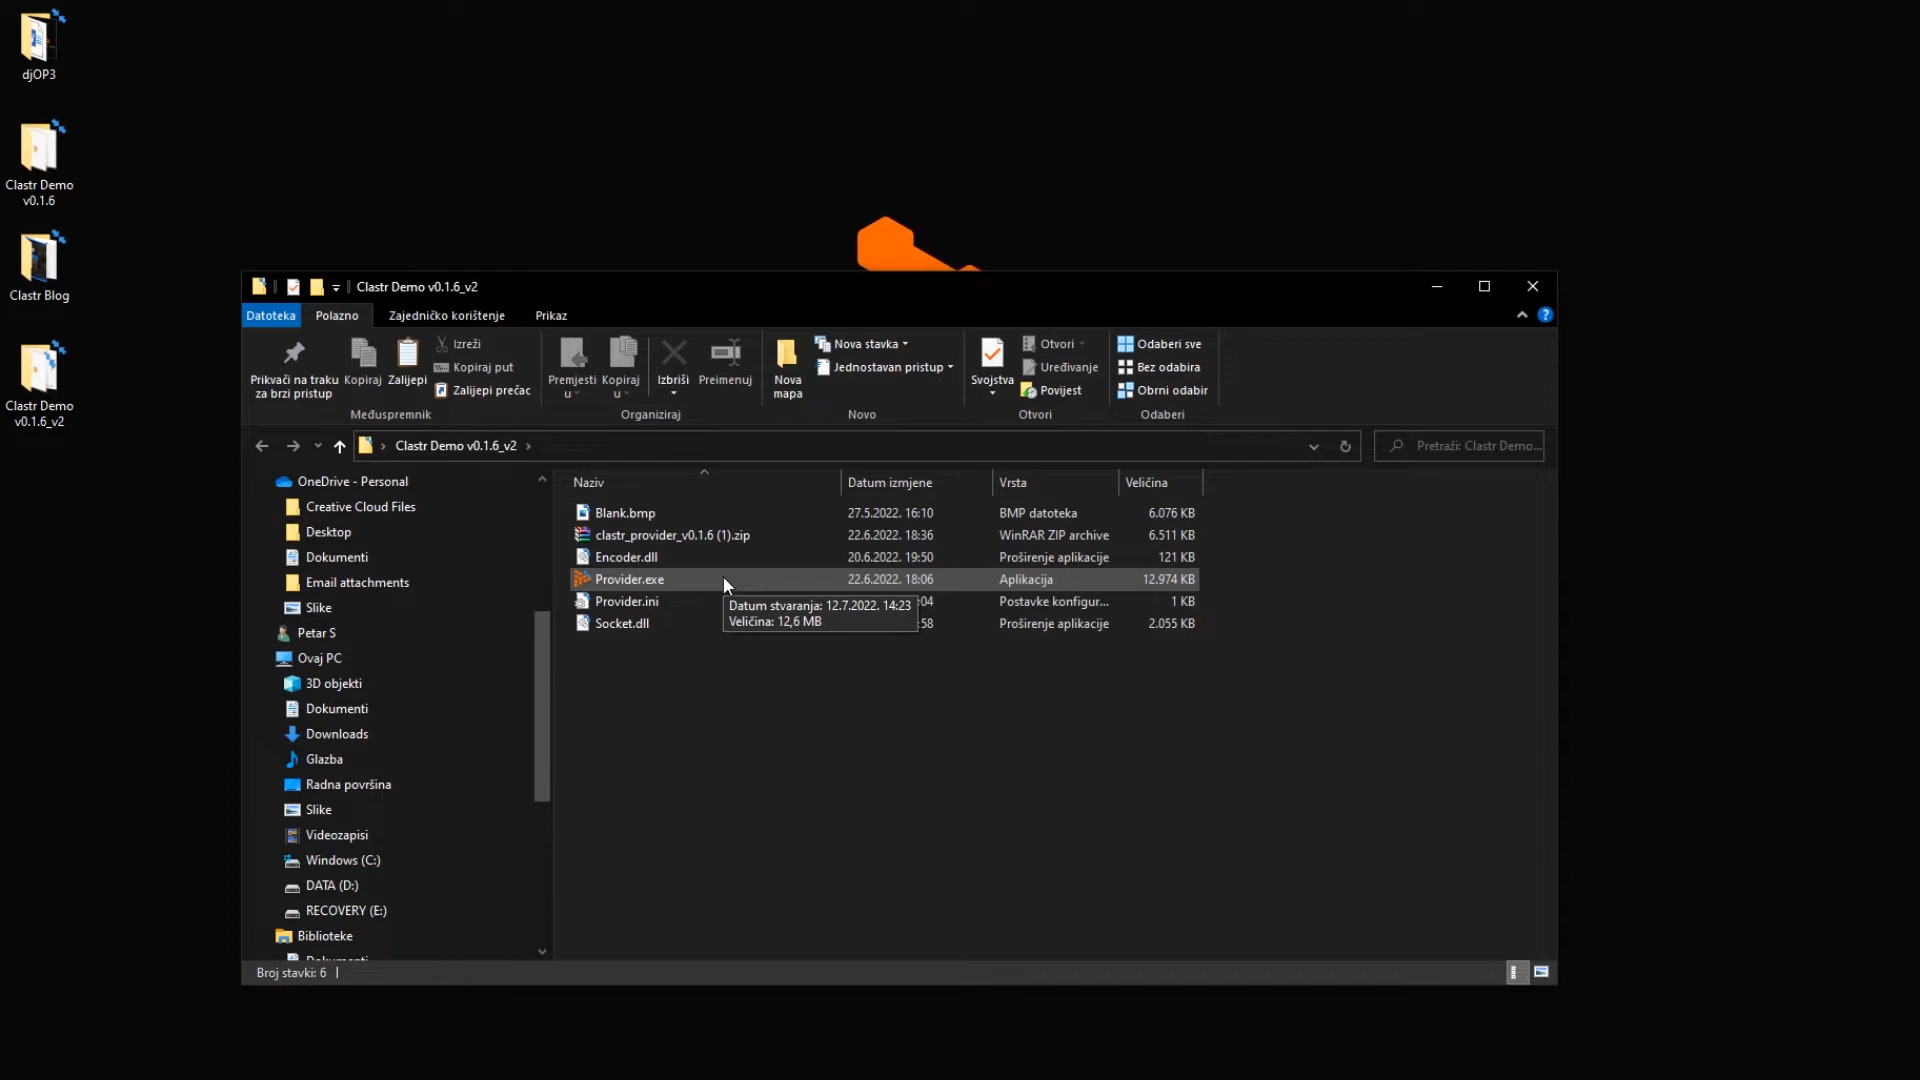 djOP3
Clastr Demo
v0.1.6
Clastr Blog
Clastr Demo
v0.1.6_v2
Clastr Demo v0.1.6_v2
Datoteka Polazno Zajedničko korištenje Prikaz
?
Prikvači na traku
za brzi pristup
Kopiraj
Zalijepi
Izreži
Kopiraj put
Zalijepi prečac
Međuspremnik
Premjesti
u
Kopiraj
u
Izbriši
Preimenuj
Organiziraj
Nova
mapa
Nova stavka
Jednostavan pristup
Novo
Svojstva
Otvori
Uređivanje
Povijest
Otvori
Odaberi sve
Bez odabira
Obrni odabir
Odaberi
Clastr Demo v0.1.6_v2
Pretraži: Clastr Demo...
OneDrive - Personal
Creative Cloud Files
Desktop
Dokumenti
Email attachments
Slike
Petar S
Ovaj PC
3D objekti
Dokumenti
Downloads
Glazba
Radna površina
Slike
Videozapisi
Windows (C:)
DATA (D:)
RECOVERY (E:)
Biblioteke
Dokumenti
Naziv Datum izmjene Vrsta Veličina
Blank.bmp 27.5.2022. 16:10 BMP datoteka 6.076 KB
clastr_provider_v0.1.6 (1).zip 22.6.2022. 18:36 WinRAR ZIP archive 6.511 KB
Encoder.dll 20.6.2022. 19:50 Proširenje aplikacije 121 KB
Provider.exe 22.6.2022. 18:06 Aplikacija 12.974 KB
Provider.ini :04 Postavke konfigur... 1 KB
Socket.dll :58 Proširenje aplikacije 2.055 KB
Datum stvaranja: 12.7.2022. 14:23
Veličina: 12,6 MB
Broj stavki: 6